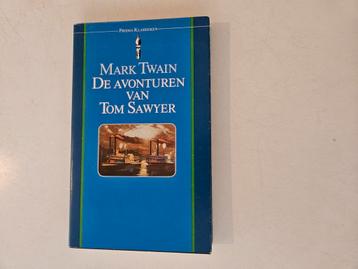 PRISMA KLASSIEKEN
MARK TWAIN
DE AVONTUREN
VAN
TOM SAWYER